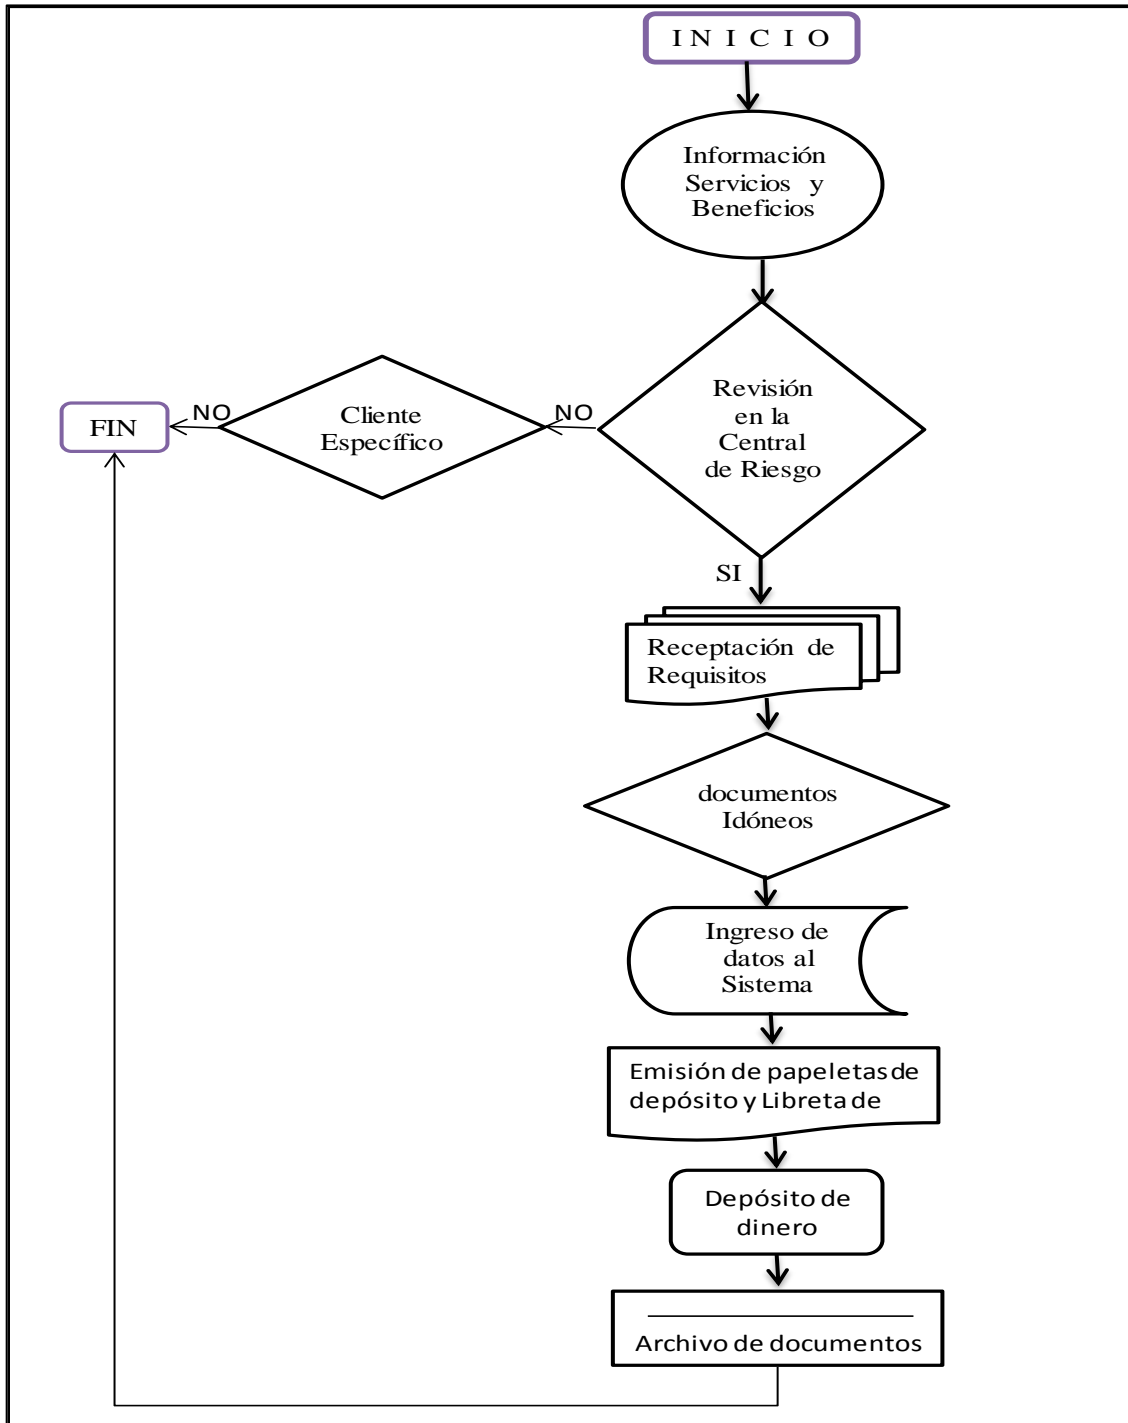 I N I C I O
Información
Servicios y
Beneficios
Revisión
en la
Central
de Riesgo
NO
Cliente
Específico
NO
FIN
SI
Receptación de
Requisitos
documentos
Idóneos
Ingreso de
datos al
Sistema
Emisión de papeletas de
depósito y Libreta de
Depósito de
dinero
Archivo de documentos